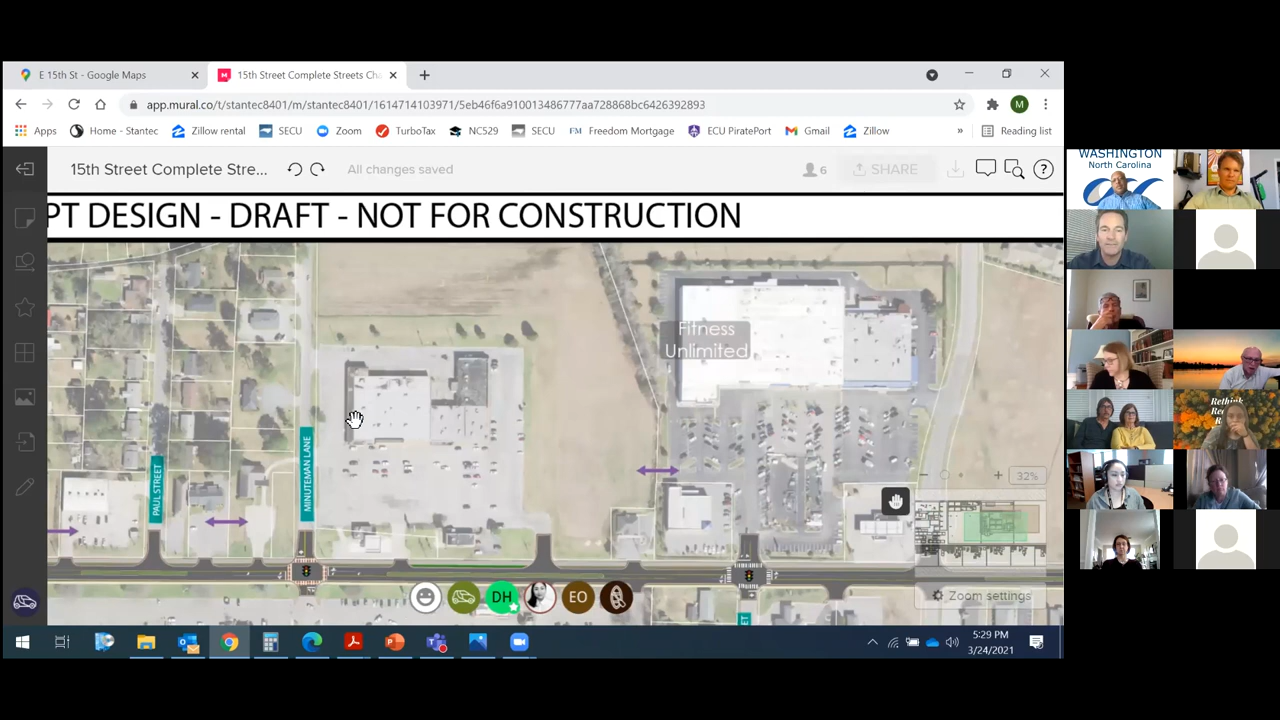 E 15th St - Google Maps
15th Street Complete Streets Cha
app.mural.co/t/stantec8401/m/stantec8401/1614714103971/5eb46f6a910013486777aa728868bc6426392893
M
Apps
Home - Stantec
Zillow rental
SECU
Zoom
TurboTax
NC529
SECU
FM Freedom Mortgage
ECU PiratePort
Gmail
Zillow
»
Reading list
15th Street Complete Stre...
All changes saved
6
SHARE
?
PT DESIGN - DRAFT - NOT FOR CONSTRUCTION
Fitness
Unlimited
PAUL STREET
MINUTEMAN LANE
32%
DH
EO
Zoom settings
5:29 PM
3/24/2021
WASHINGTON
North Carolina
Rethink